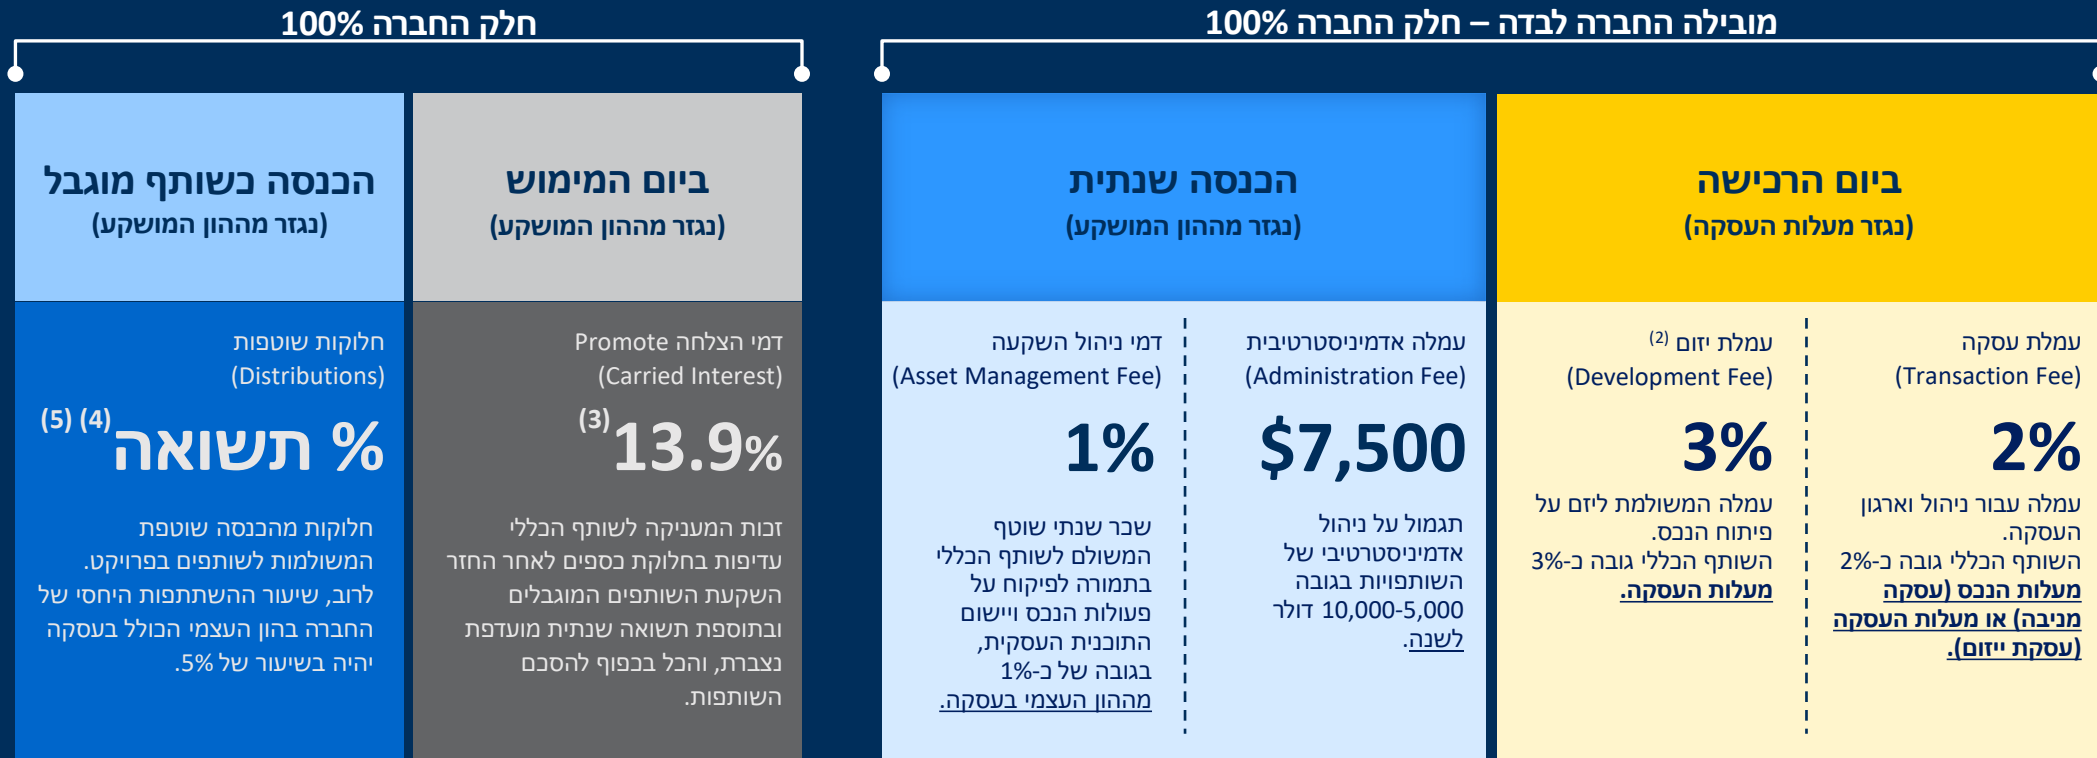 מובילה החברה לבדה – חלק החברה 100%
ביום הרכישה
(נגזר מעלות העסקה)
עמלת עסקה
(Transaction Fee)
2%
עמלה עבור ניהול וארגון
העסקה.
השותף הכללי גובה כ-2%
מעלות הנכס (עסקה
מניבה) או מעלות העסקה
(עסקת ייזום).
עמלת יזום (2)
(Development Fee)
3%
עמלה המשולמת ליזם על
פיתוח הנכס.
השותף הכללי גובה כ-3%
מעלות העסקה.
הכנסה שנתית
(נגזר מההון המושקע)
עמלה אדמיניסטרטיבית
(Administration Fee)
$7,500
תגמול על ניהול
אדמיניסטרטיבי של
השותפויות בגובה
10,000-5,000 דולר
לשנה.
דמי ניהול השקעה
(Asset Management Fee)
1%
שכר שנתי שוטף
המשולם לשותף הכללי
בתמורה לפיקוח על
פעולות הנכס ויישום
התוכנית העסקית,
בגובה של כ-1%
מההון העצמי בעסקה.
חלק החברה 100%
ביום המימוש
(נגזר מההון המושקע)
דמי הצלחה Promote
(Carried Interest)
13.9% (3)
זכות המעניקה לשותף הכללי
עדיפות בחלוקת כספים לאחר החזר
השקעת השותפים המוגבלים
ובתוספת תשואה שנתית מועדפת
נצברת, והכל בכפוף להסכם
השותפות.
הכנסה כשותף מוגבל
(נגזר מההון המושקע)
חלוקות שוטפות
(Distributions)
% תשואה (4) (5)
חלוקות מהכנסה שוטפת
המשולמות לשותפים בפרויקט.
לרוב, שיעור ההשתתפות היחסי של
החברה בהון העצמי הכולל בעסקה
יהיה בשיעור של 5%.